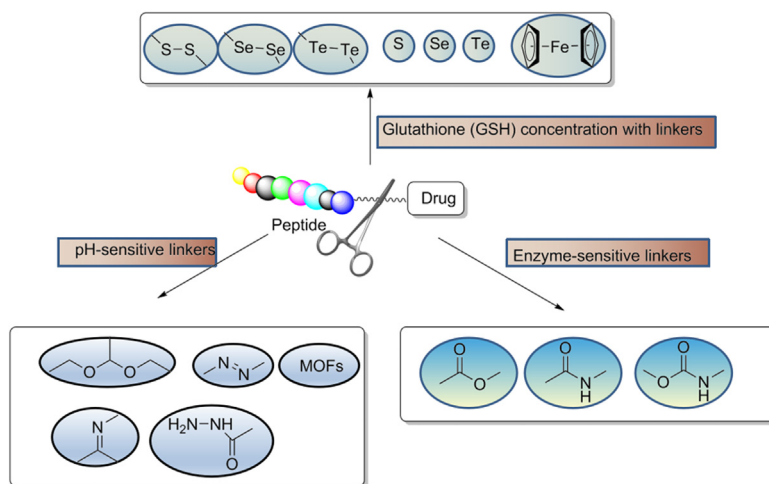 S–S Se–Se Te–Te S Se Te Fe
Glutathione (GSH) concentration with linkers
Drug
Peptide
pH-sensitive linkers
Enzyme-sensitive linkers
O O N=N MOFs
O O O
O N H O N H
N H₂N–NH
O